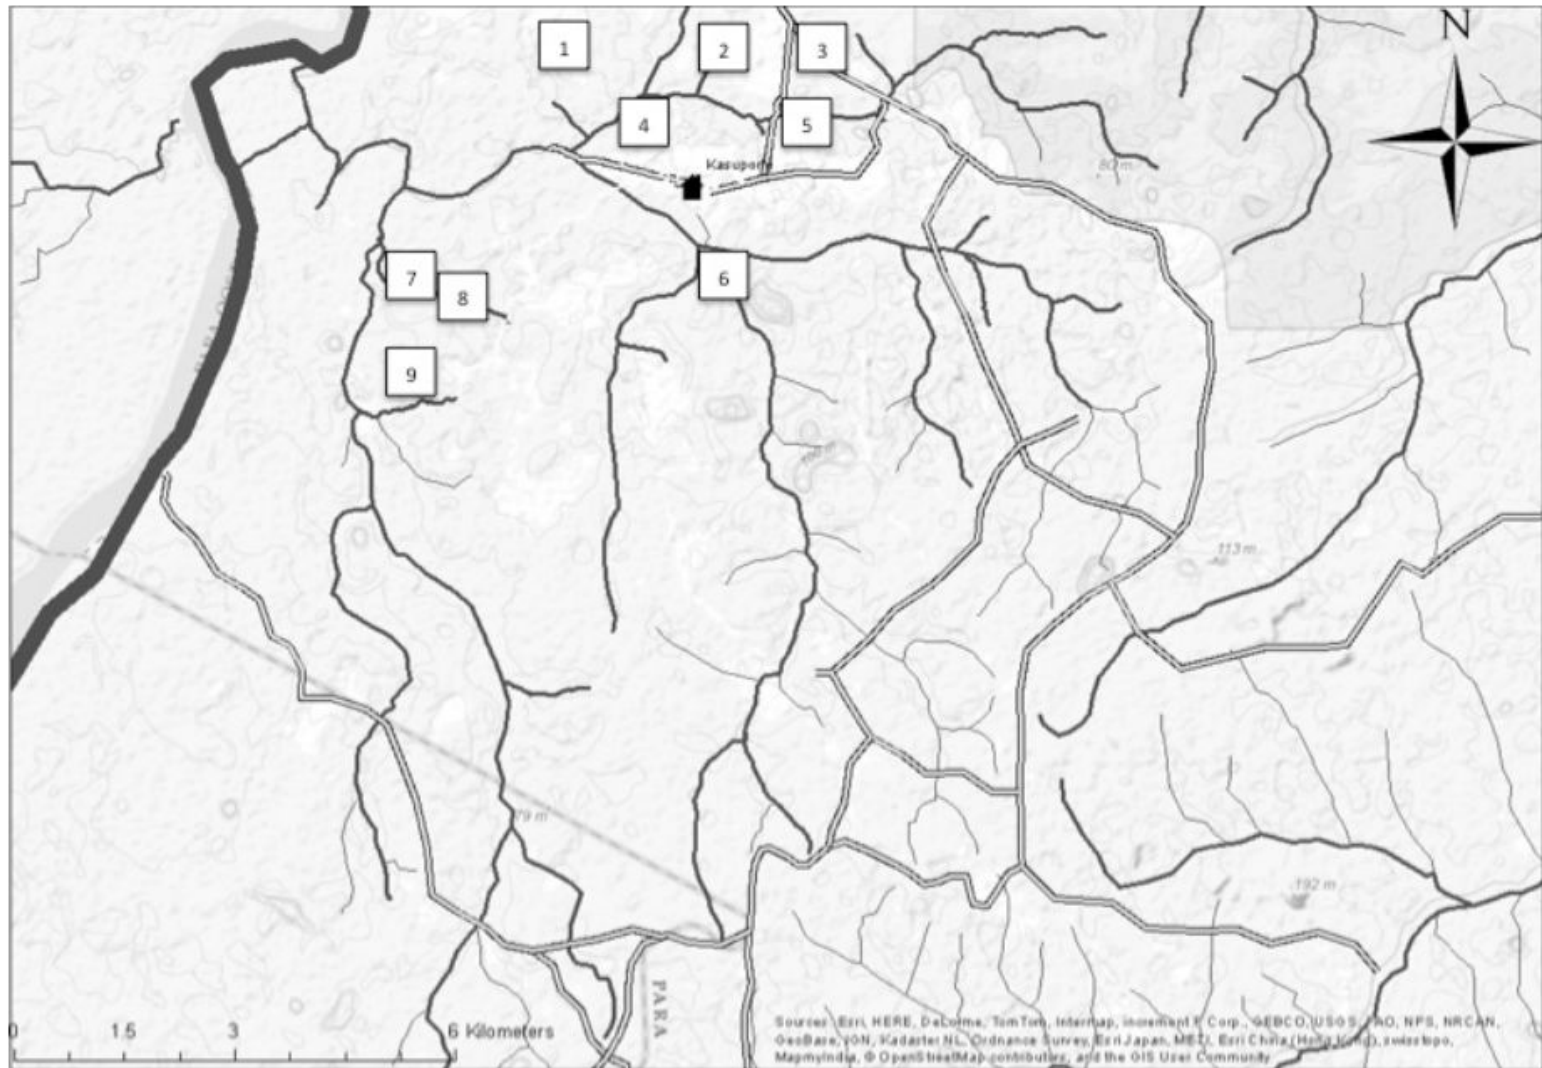 N
1
2
3
4
5
Kasuporie
80 m
7
8
6
9
113 m
79 m
192 m
PARA
0 1.5 3 6 Kilometers
Sources: Esri, HERE, DeLorme, TomTom, Intermap, increment P Corp., GEBCO, USGS, FAO, NPS, NRCAN,
GeoBase, IGN, Kadaster NL, Ordnance Survey, Esri Japan, METI, Esri China (Hong Kong), swisstopo,
MapmyIndia, © OpenStreetMap contributors, and the GIS User Community